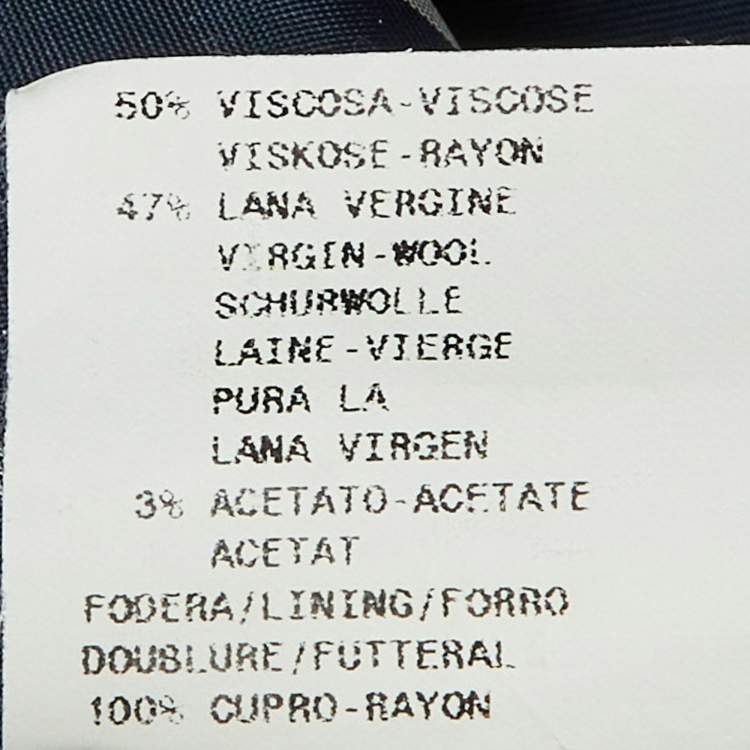 50% VISCOSA-VISCOSE
VISKOSE-RAYON
47% LANA VERGINE
VIRGIN-WOOL
SCHURWOLLE
LAINE-VIERGE
PURA LA
LANA VIRGEN
3% ACETATO-ACETATE
ACETAT
FODERA/LINING/FORRO
DOUBLURE/FUTTERAL
100% CUPRO-RAYON